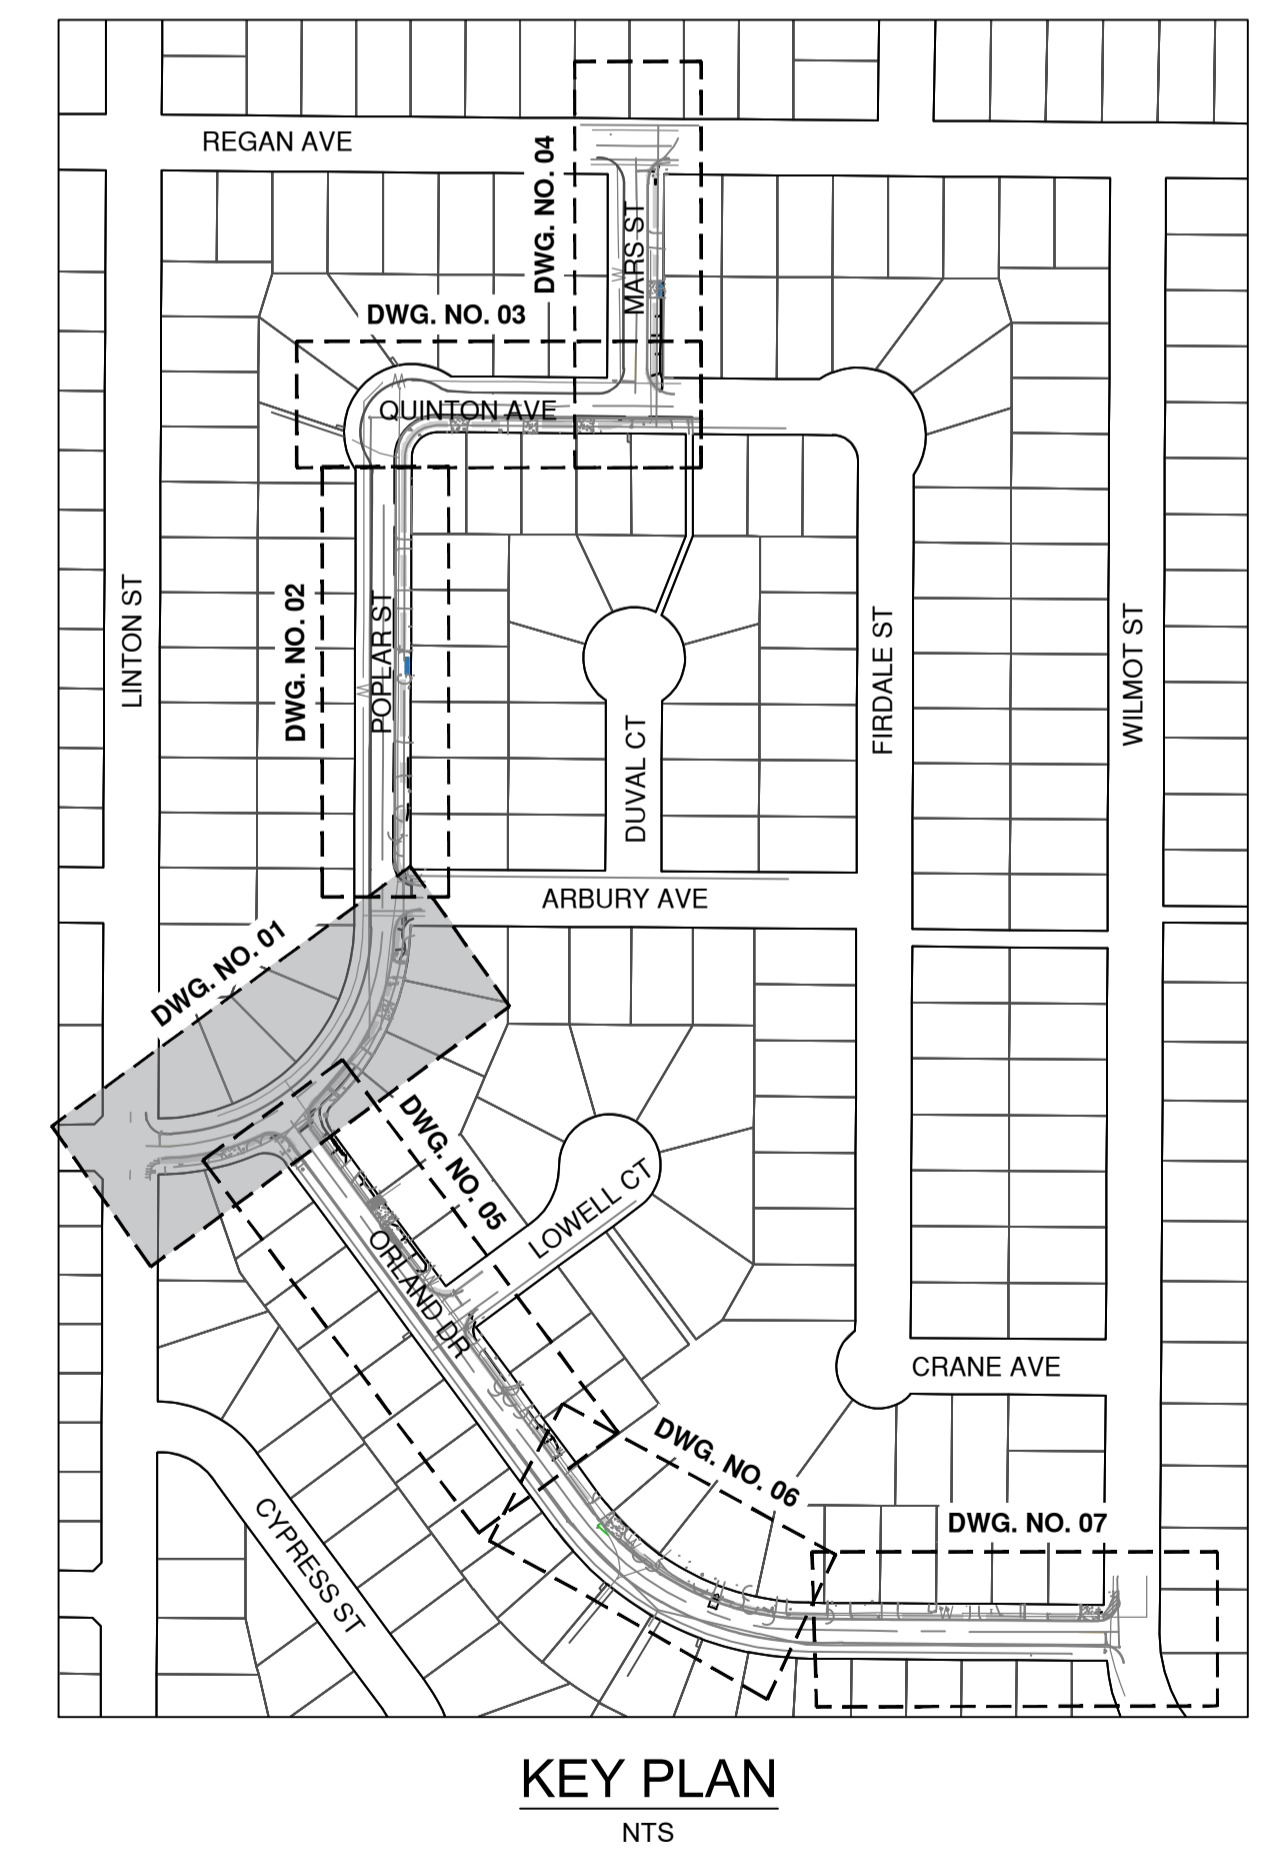 REGAN AVE
DWG. NO. 04
MARS ST
DWG. NO. 03
QUINTON AVE
LINTON ST
DWG. NO. 02
POPLAR ST
DUVAL CT
FIRDALE ST
WILMOT ST
ARBURY AVE
DWG. NO. 01
DWG. NO. 05
LOWELL CT
ORLAND DR
CRANE AVE
DWG. NO. 06
CYPRESS ST
DWG. NO. 07
KEY PLAN
NTS